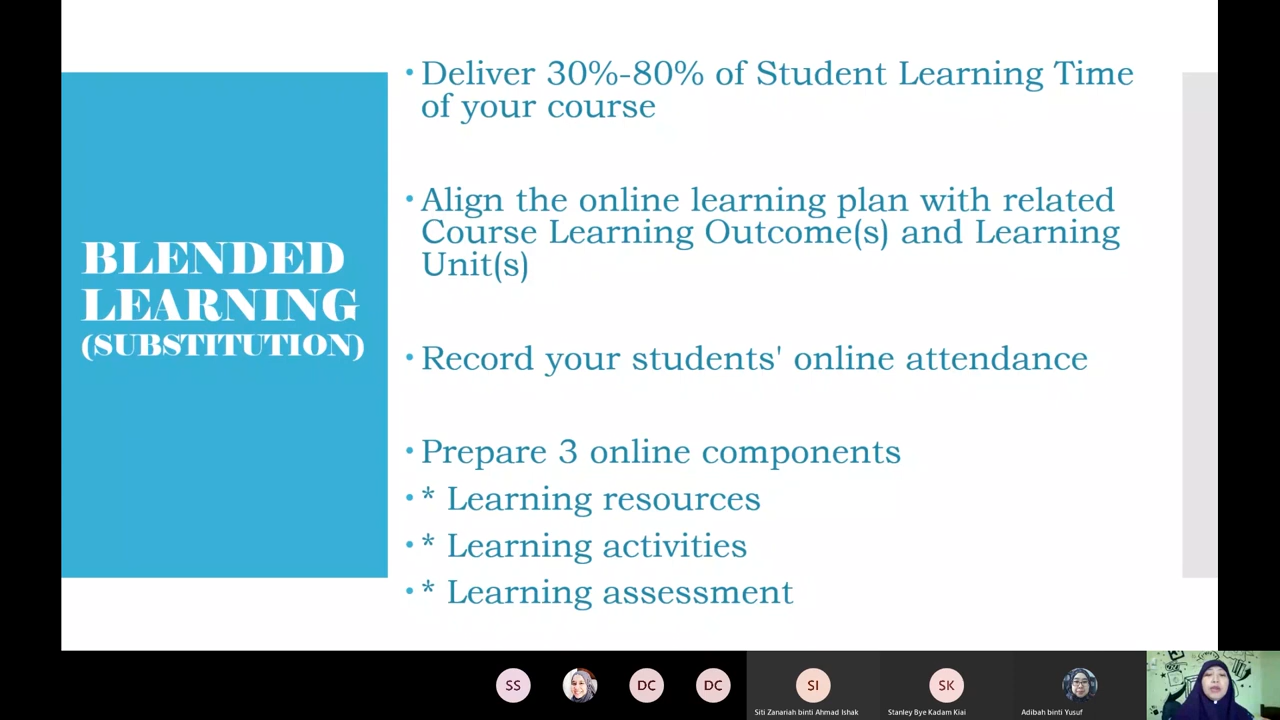 BLENDED
LEARNING
(SUBSTITUTION)
• Deliver 30%-80% of Student Learning Time
of your course
• Align the online learning plan with related
Course Learning Outcome(s) and Learning
Unit(s)
• Record your students' online attendance
• Prepare 3 online components
• * Learning resources
• * Learning activities
• * Learning assessment
SS
DC
DC
SI
SK
Siti Zanariah binti Ahmad Ishak
Stanley Bye Kadam Kiai
Adibah binti Yusuf